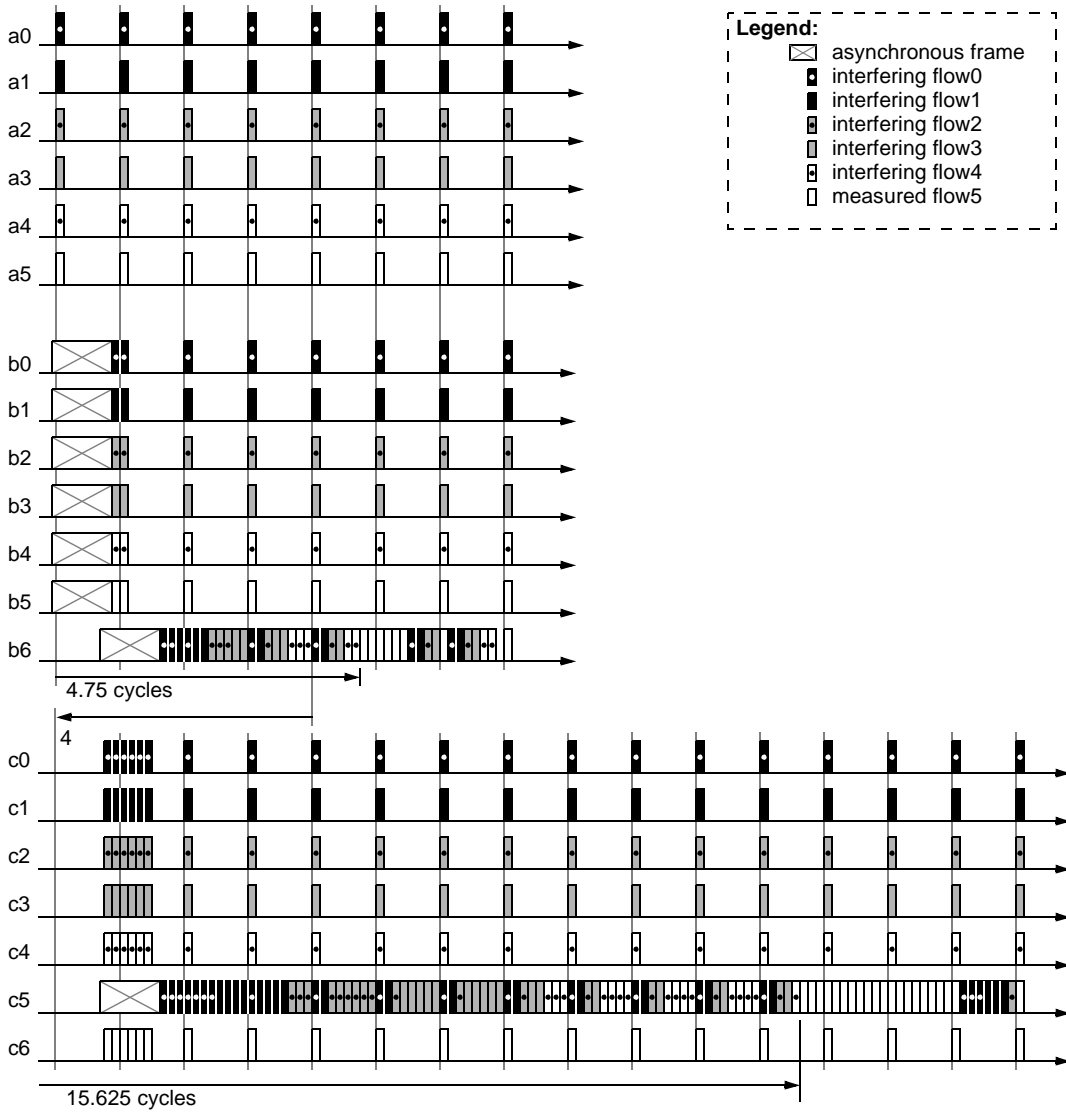 a0
Legend:
asynchronous frame
interfering flow0
a1
interfering flow1
interfering flow2
a2
interfering flow3
interfering flow4
a3
measured flow5
a4
a5
b0
b1
b2
b3
b4
b5
b6
4.75 cycles
4
c0
c1
c2
c3
c4
c5
c6
15.625 cycles